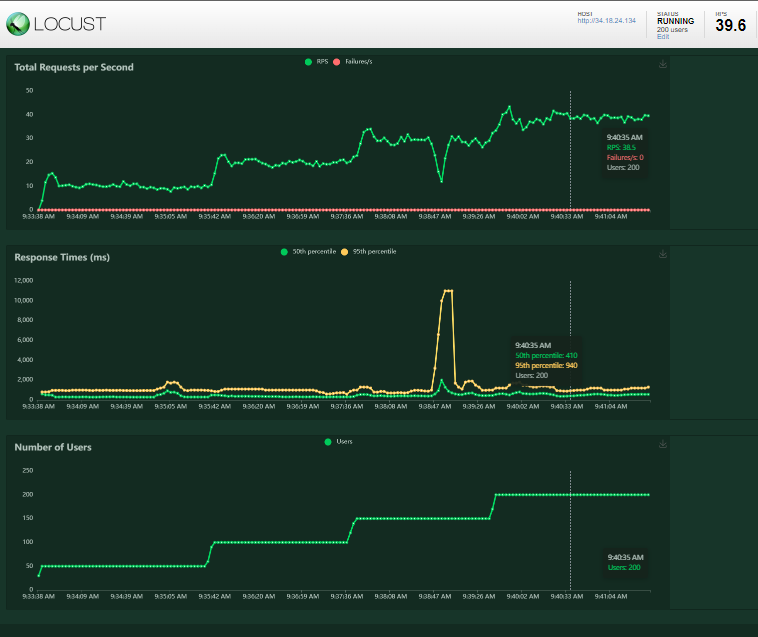 LOCUST
HOST
http://34.18.24.134
STATUS
RUNNING
200 users
Edit
RPS
39.6
Total Requests per Second
RPS Failures/s
50
40
30
20
10
0
9:33:38 AM 9:34:09 AM 9:34:39 AM 9:35:05 AM 9:35:42 AM 9:36:20 AM 9:36:59 AM 9:37:36 AM 9:38:08 AM 9:38:47 AM 9:39:26 AM 9:40:02 AM 9:40:33 AM 9:41:04 AM
9:40:35 AM
RPS: 38.5
Failures/s: 0
Users: 200
Response Times (ms)
50th percentile 95th percentile
12,000
10,000
8,000
6,000
4,000
2,000
0
9:33:38 AM 9:34:09 AM 9:34:39 AM 9:35:05 AM 9:35:42 AM 9:36:20 AM 9:36:59 AM 9:37:36 AM 9:38:08 AM 9:38:47 AM 9:39:26 AM 9:40:02 AM 9:40:33 AM 9:41:04 AM
9:40:35 AM
50th percentile: 410
95th percentile: 940
Users: 200
Number of Users
Users
250
200
150
100
50
0
9:33:38 AM 9:34:09 AM 9:34:39 AM 9:35:05 AM 9:35:42 AM 9:36:20 AM 9:36:59 AM 9:37:36 AM 9:38:08 AM 9:38:47 AM 9:39:26 AM 9:40:02 AM 9:40:33 AM 9:41:04 AM
9:40:35 AM
Users: 200